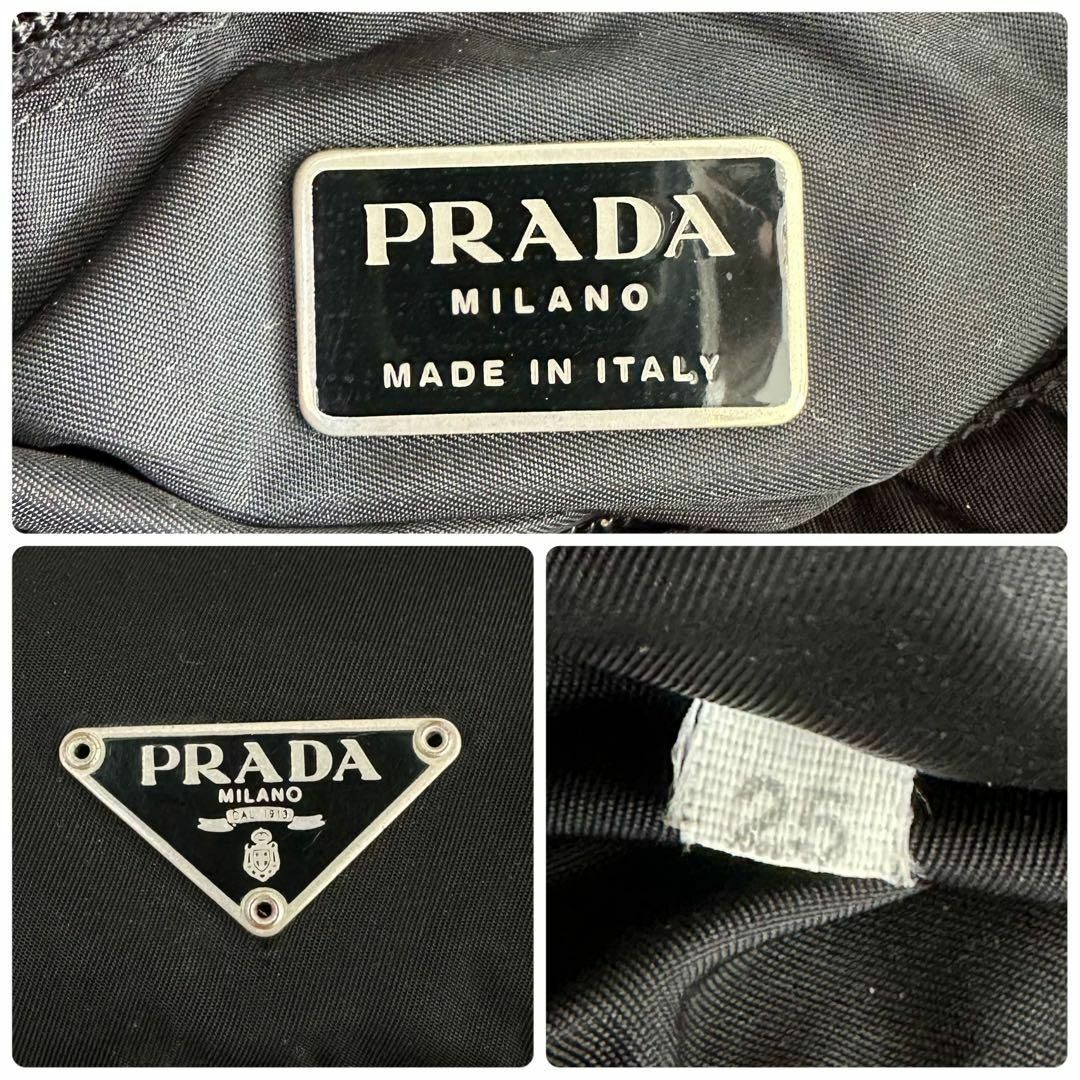 PRADA
MILANO
MADE IN ITALY
PRADA
MILANO
DAL 1913
25